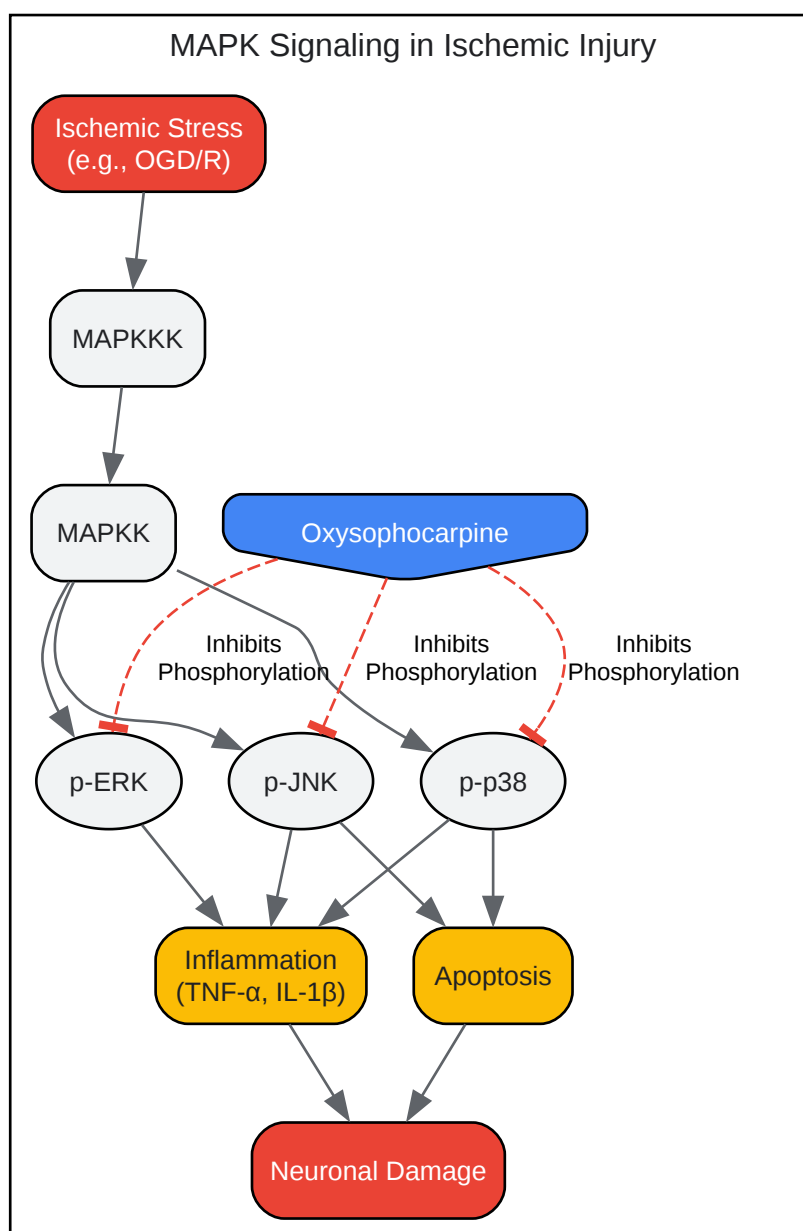 MAPK Signaling in Ischemic Injury
Ischemic Stress
(e.g., OGD/R)
MAPKKK
MAPKK
Oxysophocarpine
Inhibits
Phosphorylation
Inhibits
Phosphorylation
Inhibits
Phosphorylation
p-ERK
p-JNK
p-p38
Inflammation
(TNF-α, IL-1β)
Apoptosis
Neuronal Damage